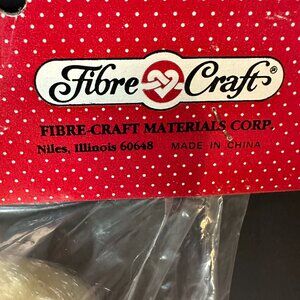 Fibre Craft®
FIBRE-CRAFT MATERIALS CORP.
Niles, Illinois 60648 MADE IN CHINA